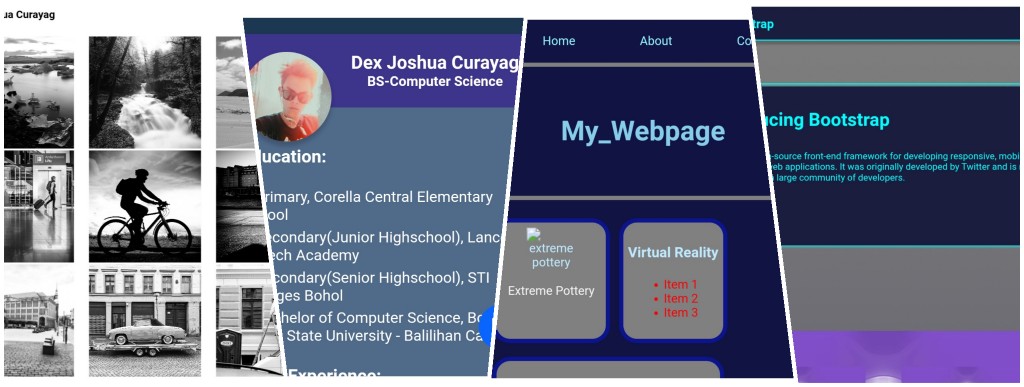 ua Curayag
Dex Joshua Curayag
BS-Computer Science
ucation:
rimary, Corella Central Elementary
ool
econdary(Junior Highschool), Lanc
ech Academy
condary(Senior Highschool), STI
ges Bohol
helor of Computer Science, Bo
State University - Balilihan Ca
Experience:
Home About Co
My_Webpage
extreme
pottery
Extreme Pottery
Virtual Reality
Item 1
Item 2
Item 3
trap
ucing Bootstrap
-source front-end framework for developing responsive, mobi
eb applications. It was originally developed by Twitter and is
large community of developers.